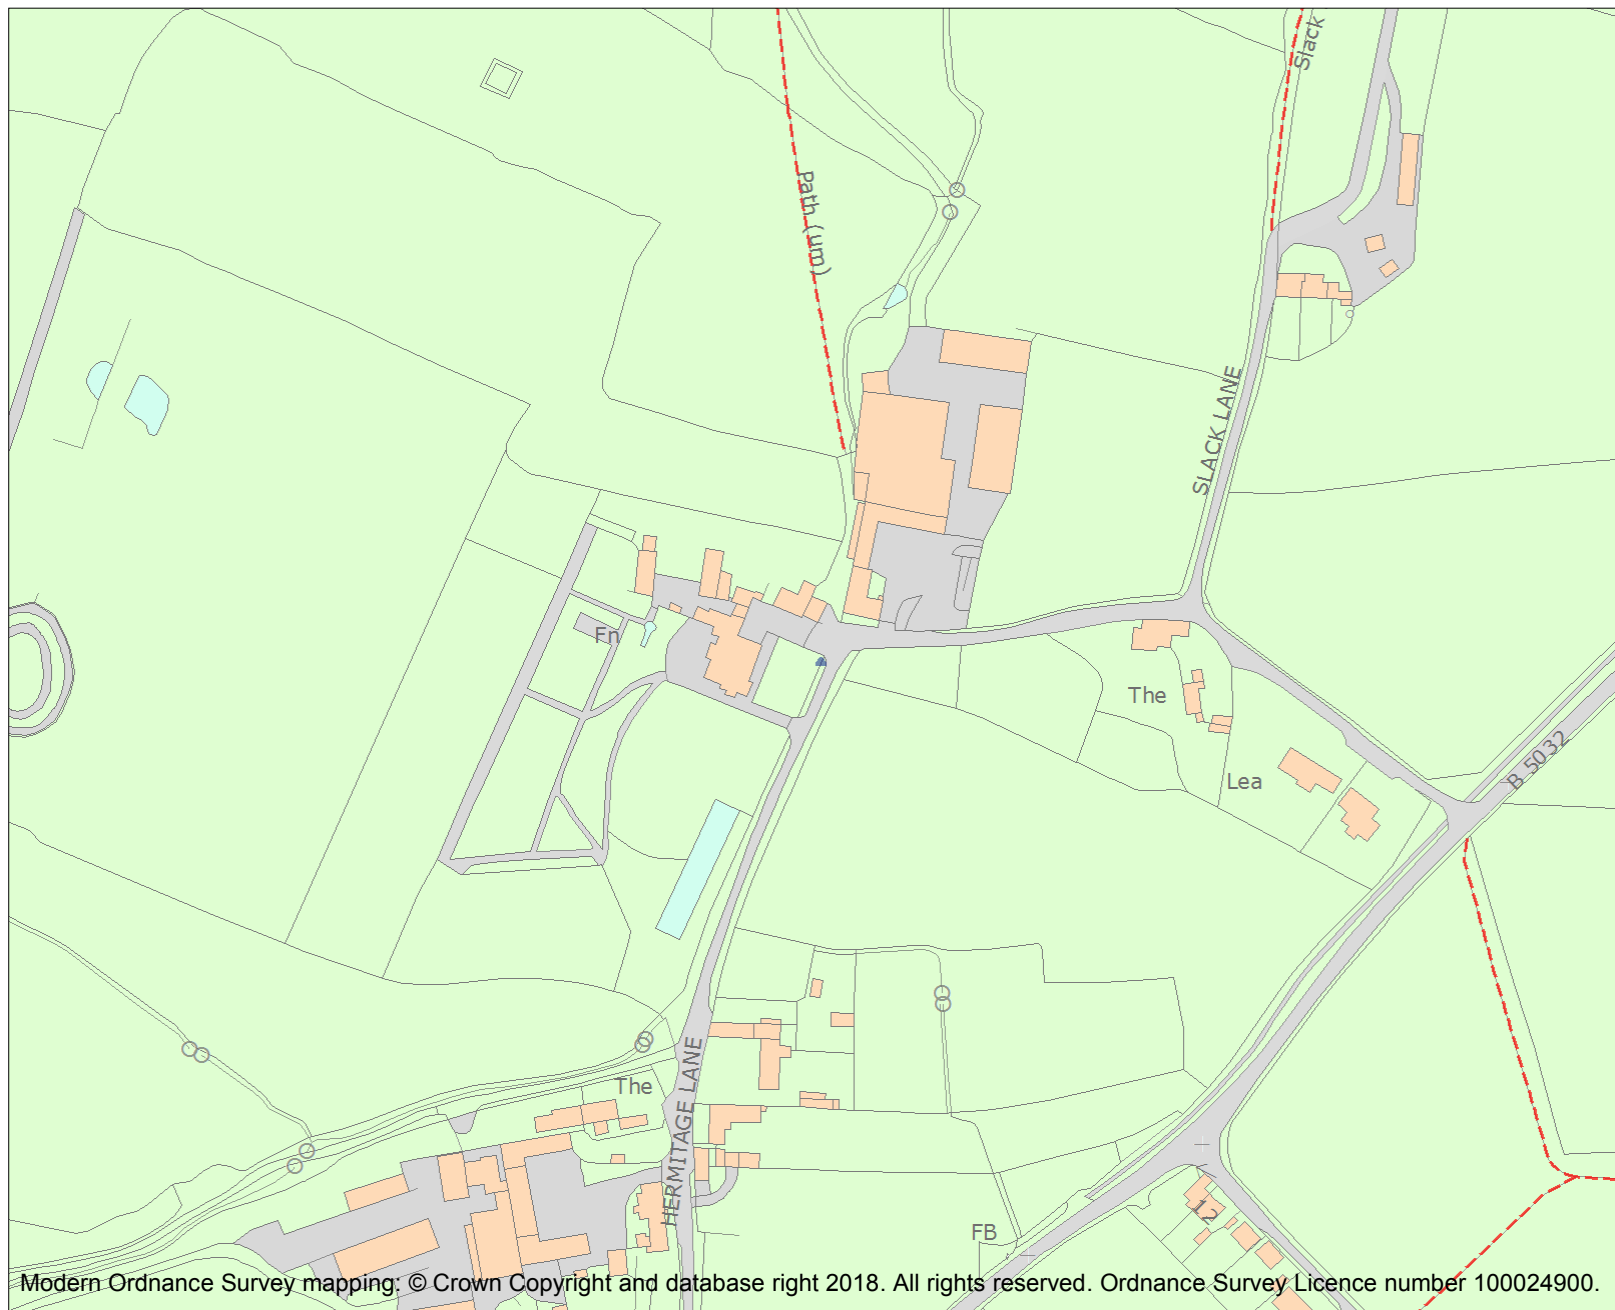 Slack
Path (um)
SLACK LANE
Fn
The
Lea
B 5032
HERMITAGE LANE
The
12
FB
Modern Ordnance Survey mapping: © Crown Copyright and database right 2018. All rights reserved. Ordnance Survey Licence number 100024900.